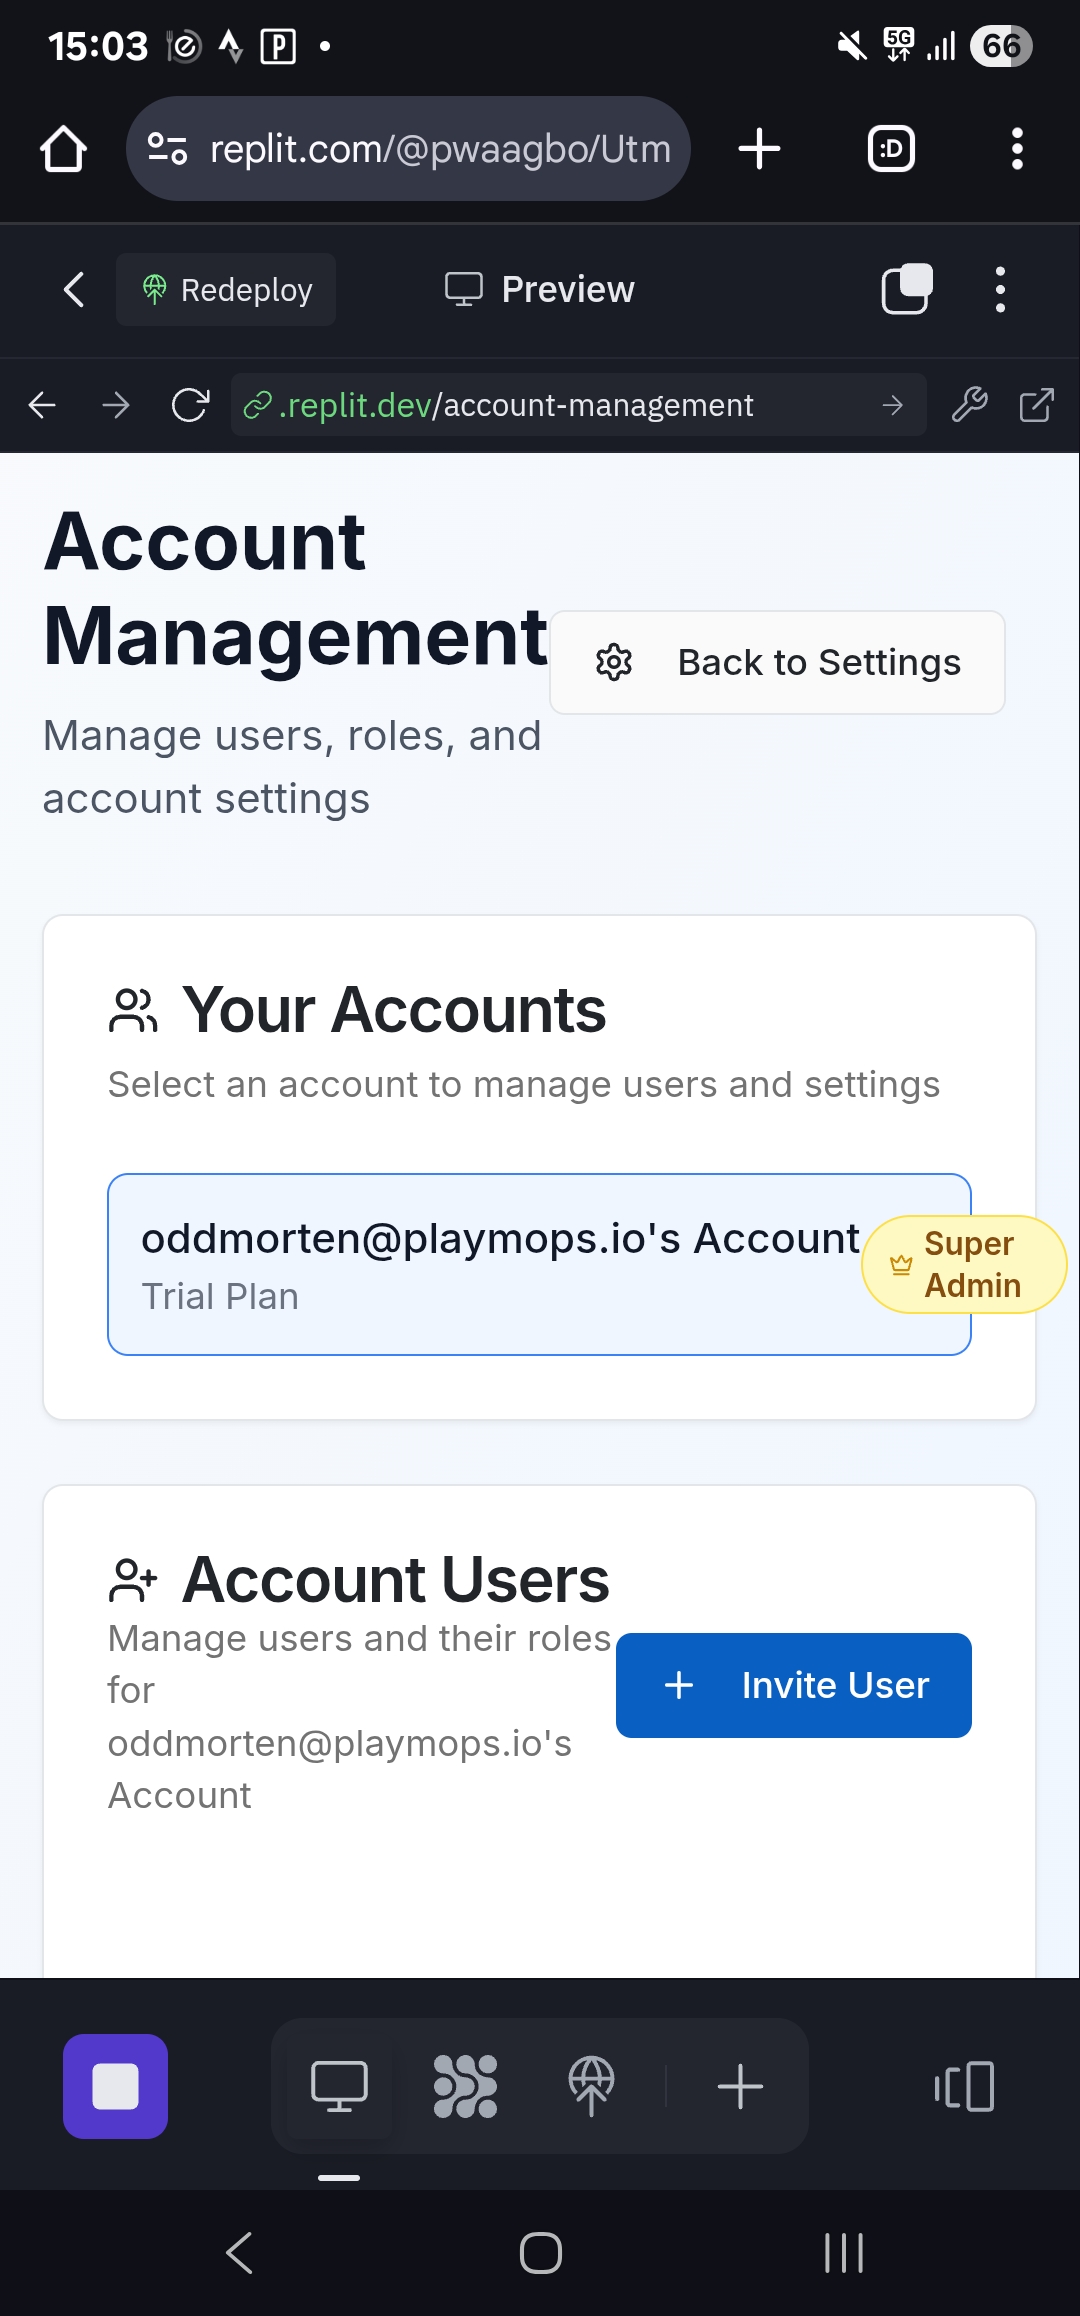 15:03
5G
66
replit.com/@pwaagbo/Utm
:D
Redeploy
Preview
.replit.dev/account-management
Account
Management
Back to Settings
Manage users, roles, and
account settings
Your Accounts
Select an account to manage users and settings
oddmorten@playmops.io's Account
Trial Plan
Super
Admin
Account Users
Manage users and their roles
for
oddmorten@playmops.io's
Account
Invite User